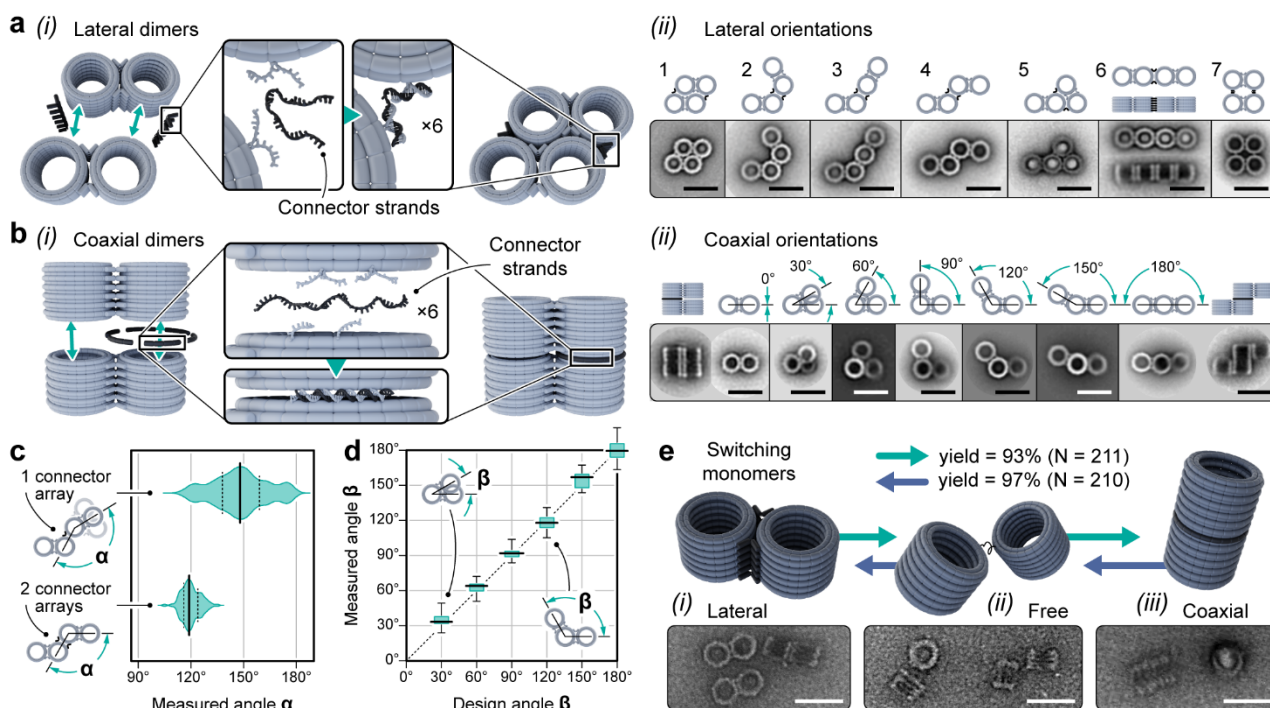 a (i) Lateral dimers
×6
Connector strands
(ii) Lateral orientations
1 2 3 4 5 6 7
b (i) Coaxial dimers
Connector
strands
×6
(ii) Coaxial orientations
0° 30° 60° 90° 120° 150° 180°
c
1 connector
array
α
2 connector
arrays
α
90° 120° 150° 180°
Measured angle α
d
Measured angle β
180°
150°
120°
90°
60°
30°
0°
β
β
0° 30° 60° 90° 120° 150° 180°
Design angle β
e Switching
monomers
yield = 93% (N = 211)
yield = 97% (N = 210)
(i) Lateral
(ii) Free
(iii) Coaxial